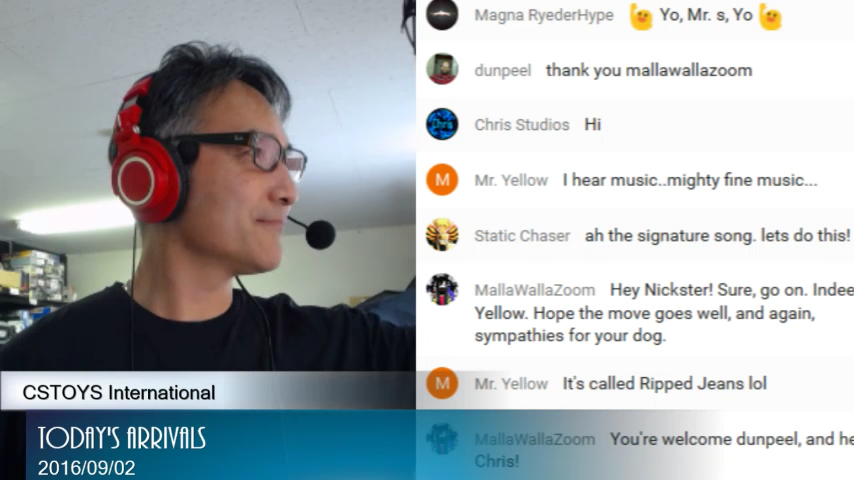 Magna RyederHype Yo, Mr. s, Yo
dunpeel thank you mallawallazoom
Chris Studios Hi
M Mr. Yellow I hear music..mighty fine music...
Static Chaser ah the signature song. lets do this!
MallaWallaZoom Hey Nickster! Sure, go on. Indee
Yellow. Hope the move goes well, and again,
sympathies for your dog.
M Mr. Yellow It's called Ripped Jeans lol
MallaWallaZoom You're welcome dunpeel, and he
Chris!
CSTOYS International
TODAY'S ARRIVALS
2016/09/02